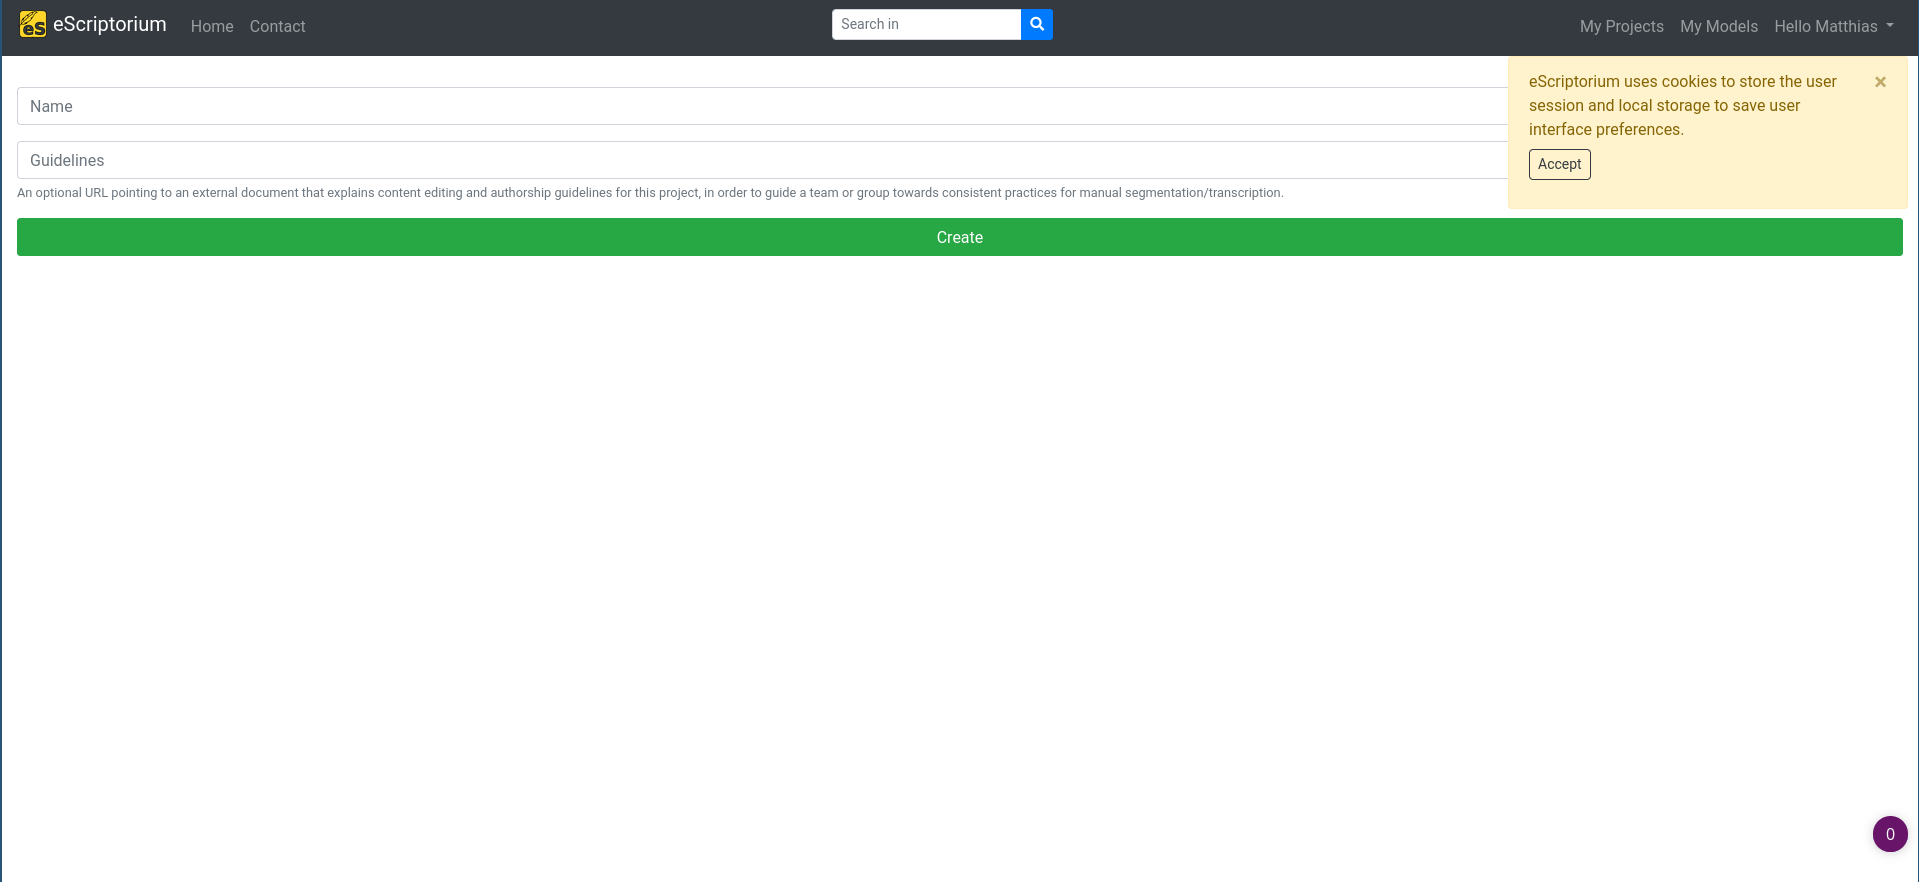 es eScriptorium Home Contact Search in My Projects My Models Hello Matthias
eScriptorium uses cookies to store the user
session and local storage to save user
interface preferences.
×
Accept
Name
Guidelines
An optional URL pointing to an external document that explains content editing and authorship guidelines for this project, in order to guide a team or group towards consistent practices for manual segmentation/transcription.
Create
0